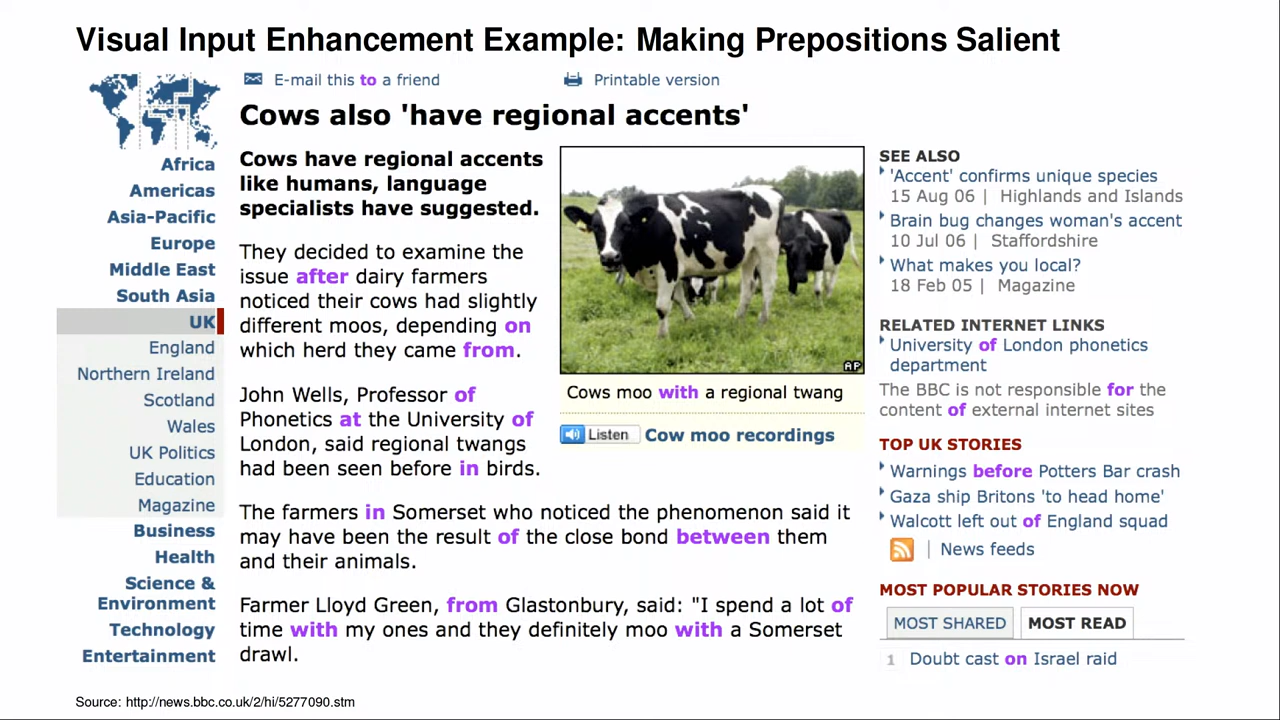 Visual Input Enhancement Example: Making Prepositions Salient
E-mail this to a friend
Printable version
Cows also 'have regional accents'
Africa
Americas
Asia-Pacific
Europe
Middle East
South Asia
UK
England
Northern Ireland
Scotland
Wales
UK Politics
Education
Magazine
Business
Health
Science &
Environment
Technology
Entertainment
Cows have regional accents
like humans, language
specialists have suggested.
They decided to examine the
issue after dairy farmers
noticed their cows had slightly
different moos, depending on
which herd they came from.
John Wells, Professor of
Phonetics at the University of
London, said regional twangs
had been seen before in birds.
The farmers in Somerset who noticed the phenomenon said it
may have been the result of the close bond between them
and their animals.
Farmer Lloyd Green, from Glastonbury, said: "I spend a lot of
time with my ones and they definitely moo with a Somerset
drawl.
AP
Cows moo with a regional twang
Listen Cow moo recordings
SEE ALSO
'Accent' confirms unique species
15 Aug 06 | Highlands and Islands
Brain bug changes woman's accent
10 Jul 06 | Staffordshire
What makes you local?
18 Feb 05 | Magazine
RELATED INTERNET LINKS
University of London phonetics
department
The BBC is not responsible for the
content of external internet sites
TOP UK STORIES
Warnings before Potters Bar crash
Gaza ship Britons 'to head home'
Walcott left out of England squad
| News feeds
MOST POPULAR STORIES NOW
MOST SHARED
MOST READ
1 Doubt cast on Israel raid
Source: http://news.bbc.co.uk/2/hi/5277090.stm